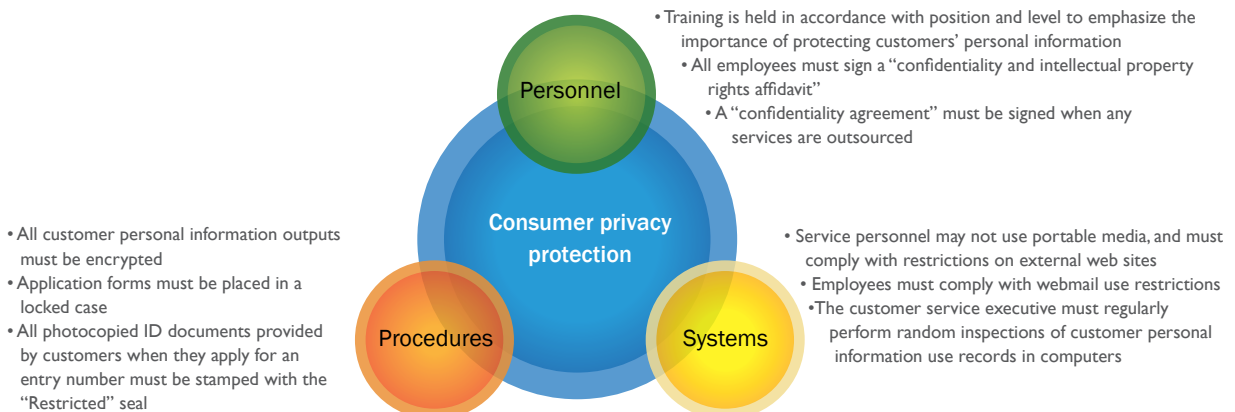 • Training is held in accordance with position and level to emphasize the
importance of protecting customers' personal information
• All employees must sign a "confidentiality and intellectual property
rights affidavit"
• A "confidentiality agreement" must be signed when any
services are outsourced
Personnel
Consumer privacy
protection
• All customer personal information outputs
must be encrypted
• Application forms must be placed in a
locked case
• All photocopied ID documents provided
by customers when they apply for an
entry number must be stamped with the
"Restricted" seal
Procedures
Systems
• Service personnel may not use portable media, and must
comply with restrictions on external web sites
• Employees must comply with webmail use restrictions
•The customer service executive must regularly
perform random inspections of customer personal
information use records in computers